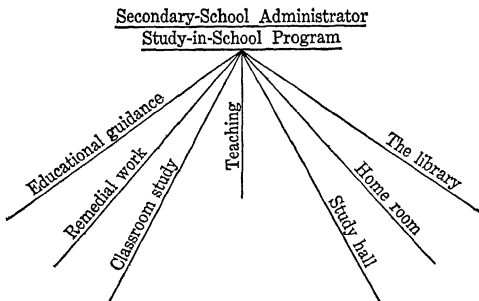 Secondary-School Administrator
Study-in-School Program
Educational guidance
Remedial work
Classroom study
Teaching
Study hall
Home room
The library